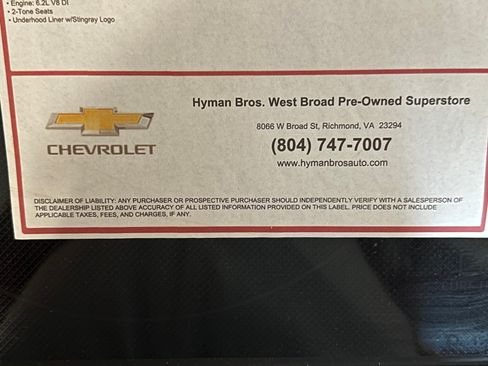 • Engine: 6.2L V8 DI
• 2-Tone Seats
• Underhood Liner w/Stingray Logo
Hyman Bros. West Broad Pre-Owned Superstore
8066 W Broad St, Richmond, VA 23294
CHEVROLET
(804) 747-7007
www.hymanbrosauto.com
DISCLAIMER OF LIABILITY: ANY PURCHASER OR PROSPECTIVE PURCHASER SHOULD INDEPENDENTLY VERIFY WITH A SALESPERSON OF
THE DEALERSHIP LISTED ABOVE ACCURACY OF ALL LISTED INFORMATION PROVIDED ON THIS LABEL. PRICE DOES NOT INCLUDE
APPLICABLE TAXES, FEES, AND CHARGES, IF ANY.